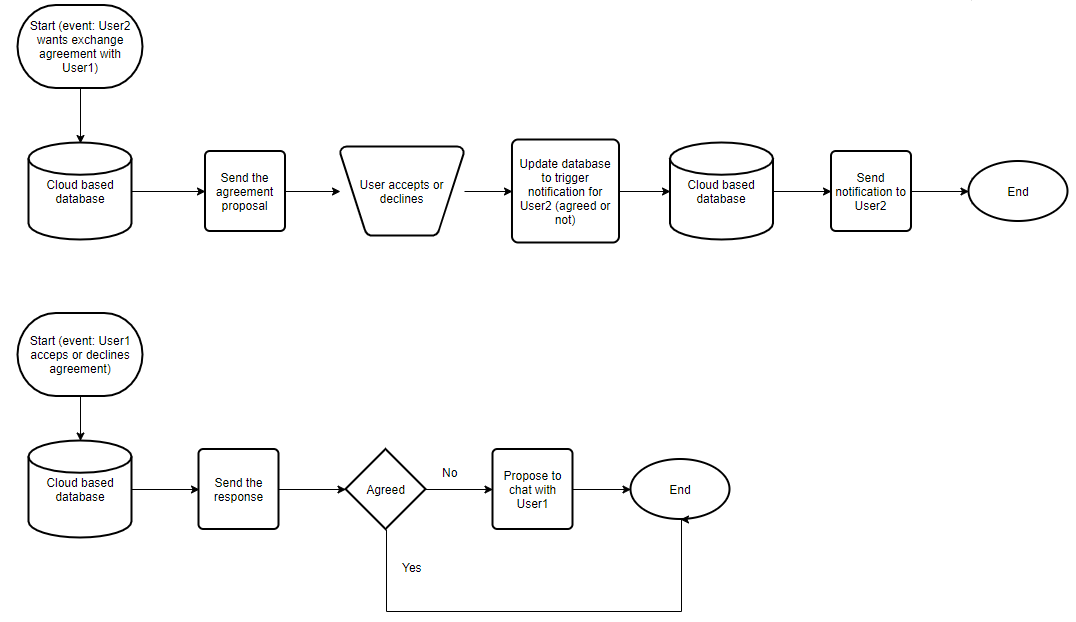 Start (event: User2
wants exchange
agreement with
User1)
Cloud based
database
Send the
agreement
proposal
User accepts or
declines
Update database
to trigger
notification for
User2 (agreed or
not)
Cloud based
database
Send
notification to
User2
End
Start (event: User1
acceps or declines
agreement)
Cloud based
database
Send the
response
Agreed
No
Propose to
chat with
User1
End
Yes